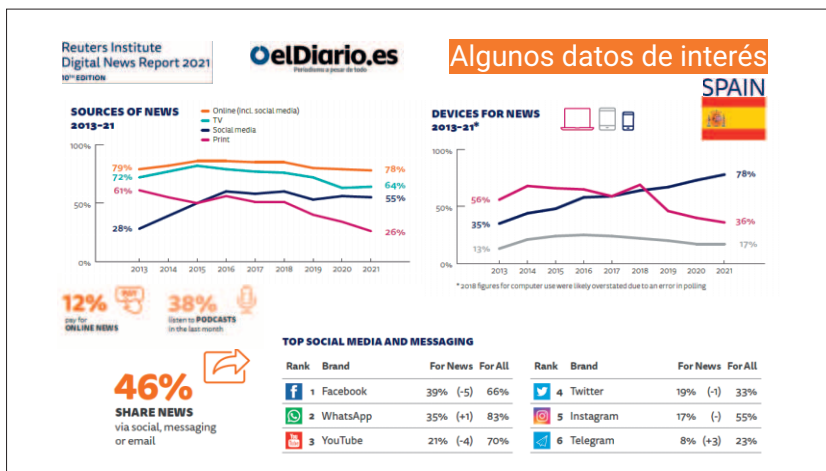 Reuters Institute
Digital News Report 2021
10TH EDITION
elDiario.es
Periodismo a pesar de todo
Algunos datos de interés
SPAIN
SOURCES OF NEWS
2013–21
Online (incl. social media)
TV
Social media
Print
100%
50%
0%
79%
72%
61%
28%
78%
64%
55%
26%
2013 2014 2015 2016 2017 2018 2019 2020 2021
DEVICES FOR NEWS
2013–21*
100%
50%
0%
56%
35%
13%
78%
36%
17%
2013 2014 2015 2016 2017 2018 2019 2020 2021
* 2018 figures for computer use were likely overstated due to an error in polling
12%
PAY
pay for
ONLINE NEWS
38%
listen to PODCASTS
in the last month
46%
SHARE NEWS
via social, messaging
or email
TOP SOCIAL MEDIA AND MESSAGING
Rank Brand For News For All
1 Facebook 39% (-5) 66%
2 WhatsApp 35% (+1) 83%
3 YouTube 21% (-4) 70%
Rank Brand For News For All
4 Twitter 19% (-1) 33%
5 Instagram 17% (-) 55%
6 Telegram 8% (+3) 23%